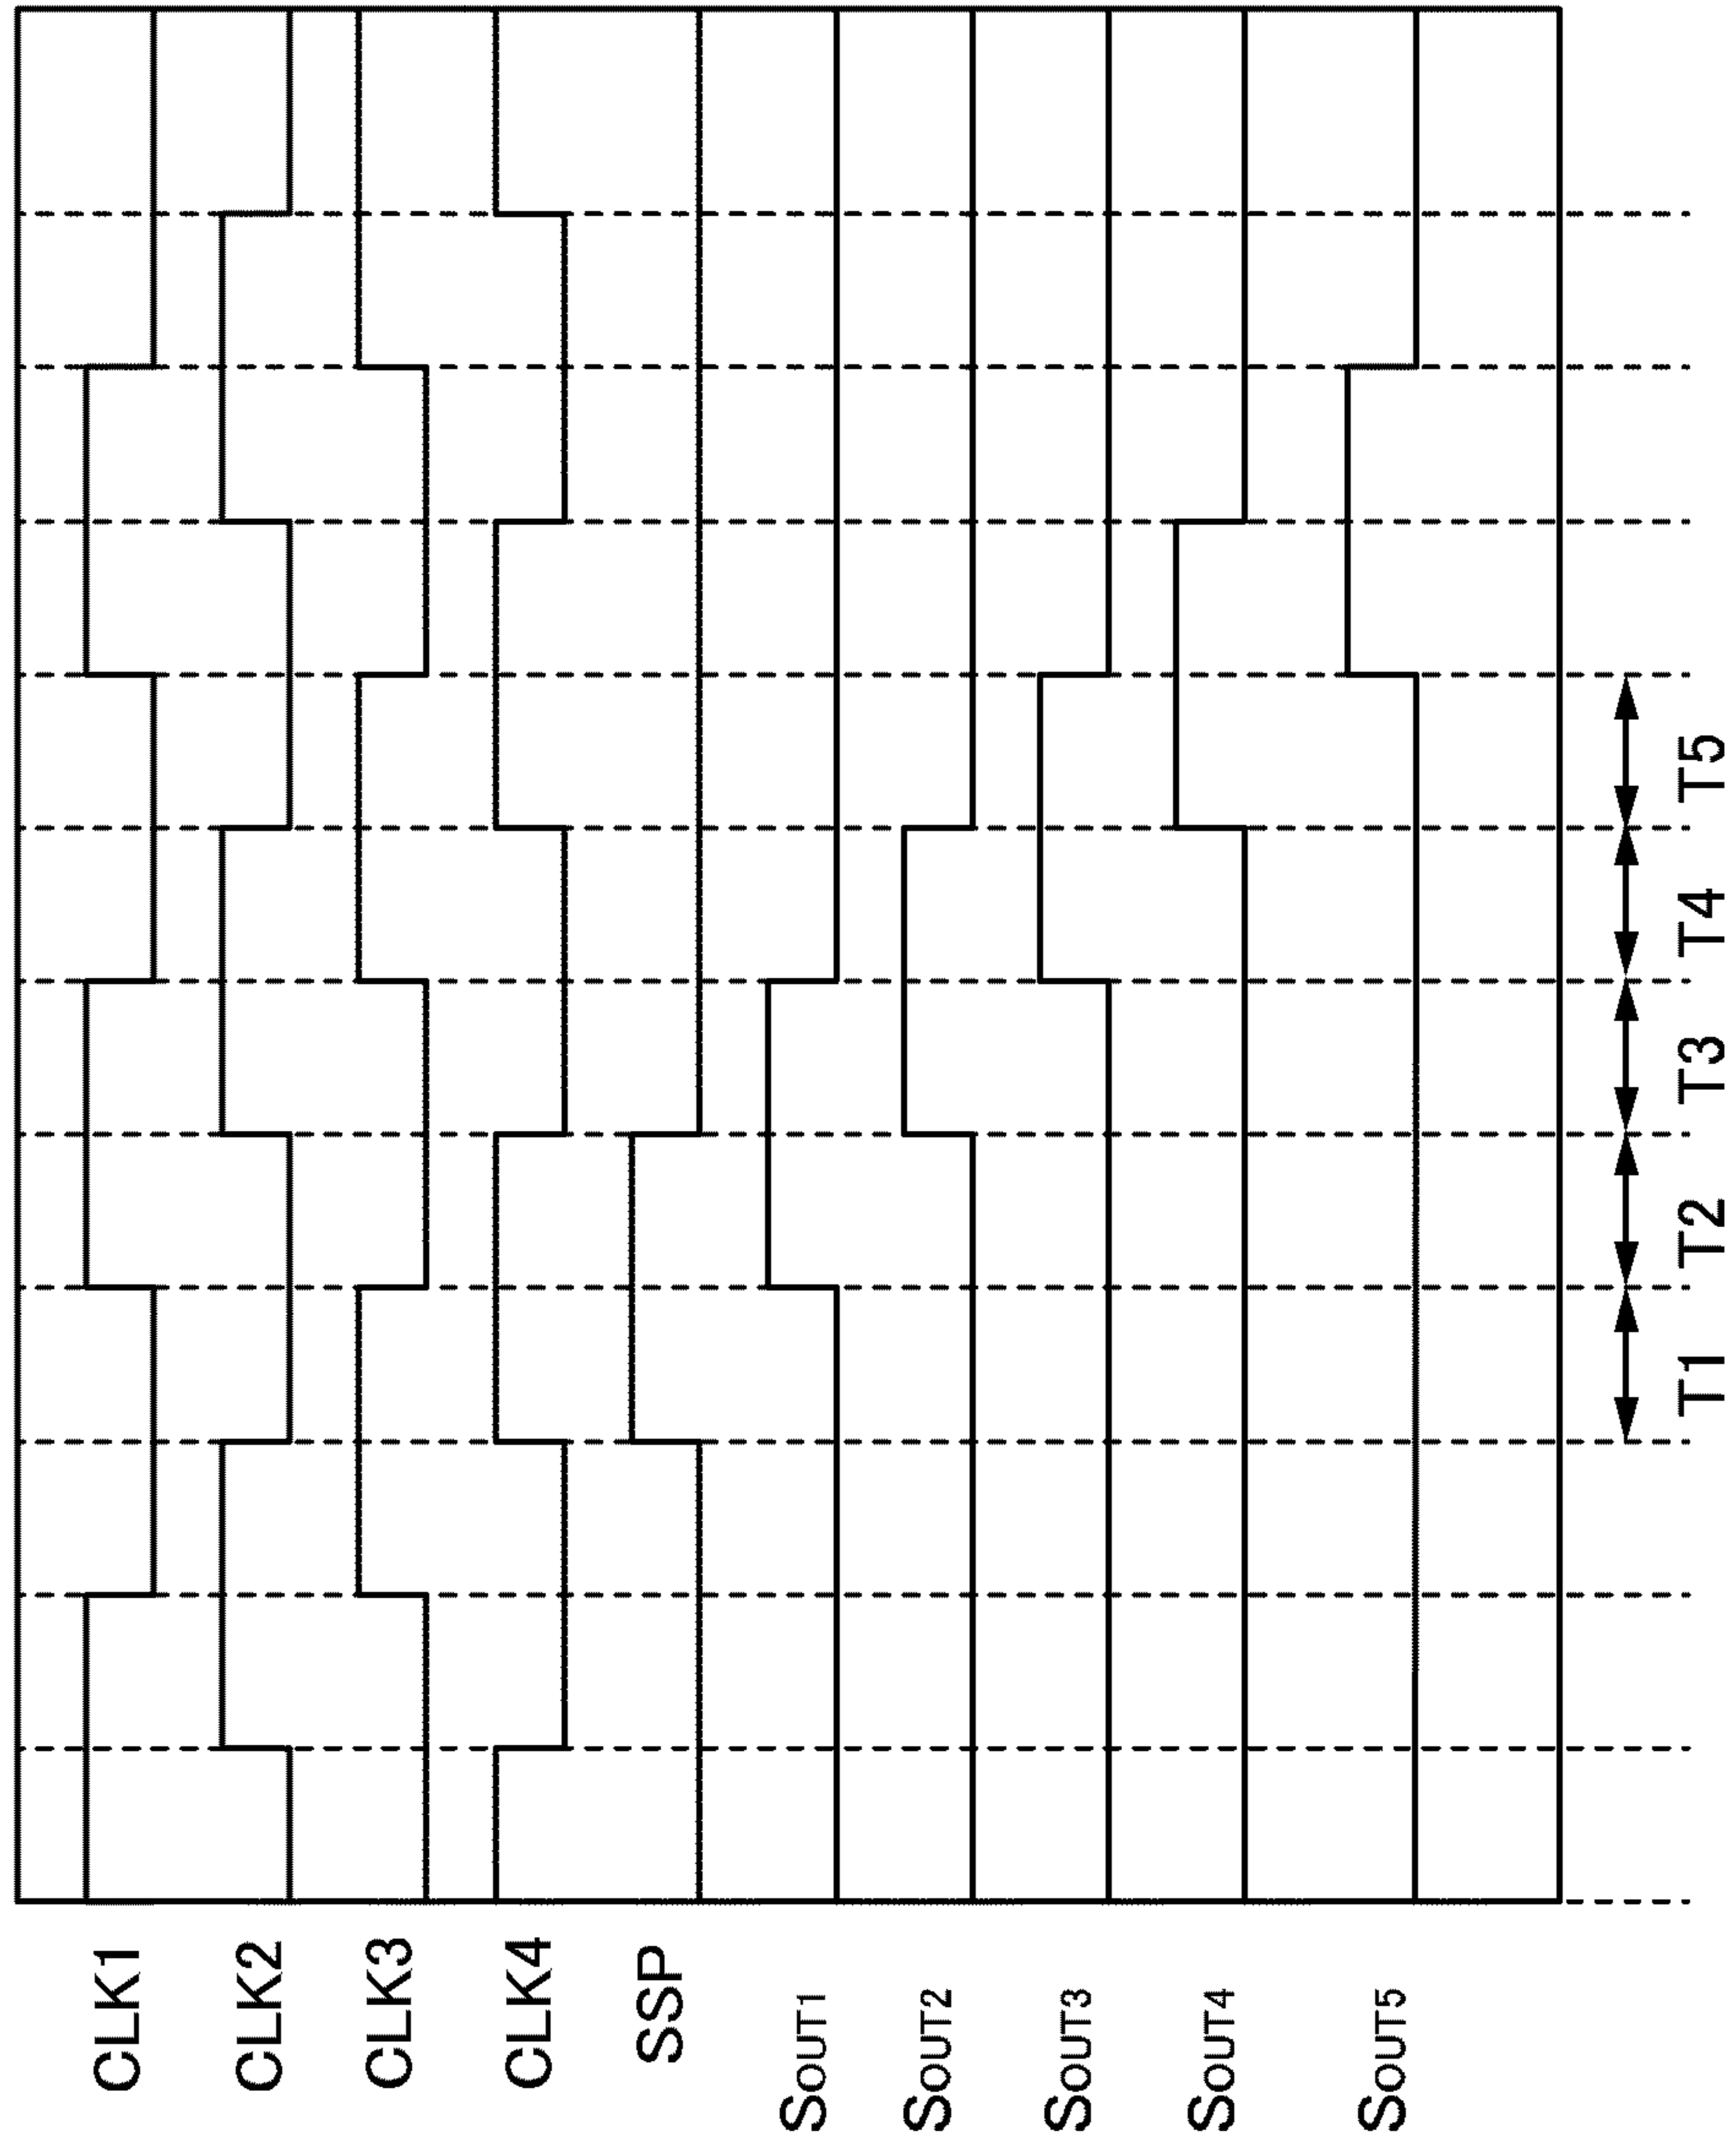 CLK1
CLK2
CLK3
CLK4
SSP
SOUT1
SOUT2
SOUT3
SOUT4
SOUT5
T1 T2 T3 T4 T5